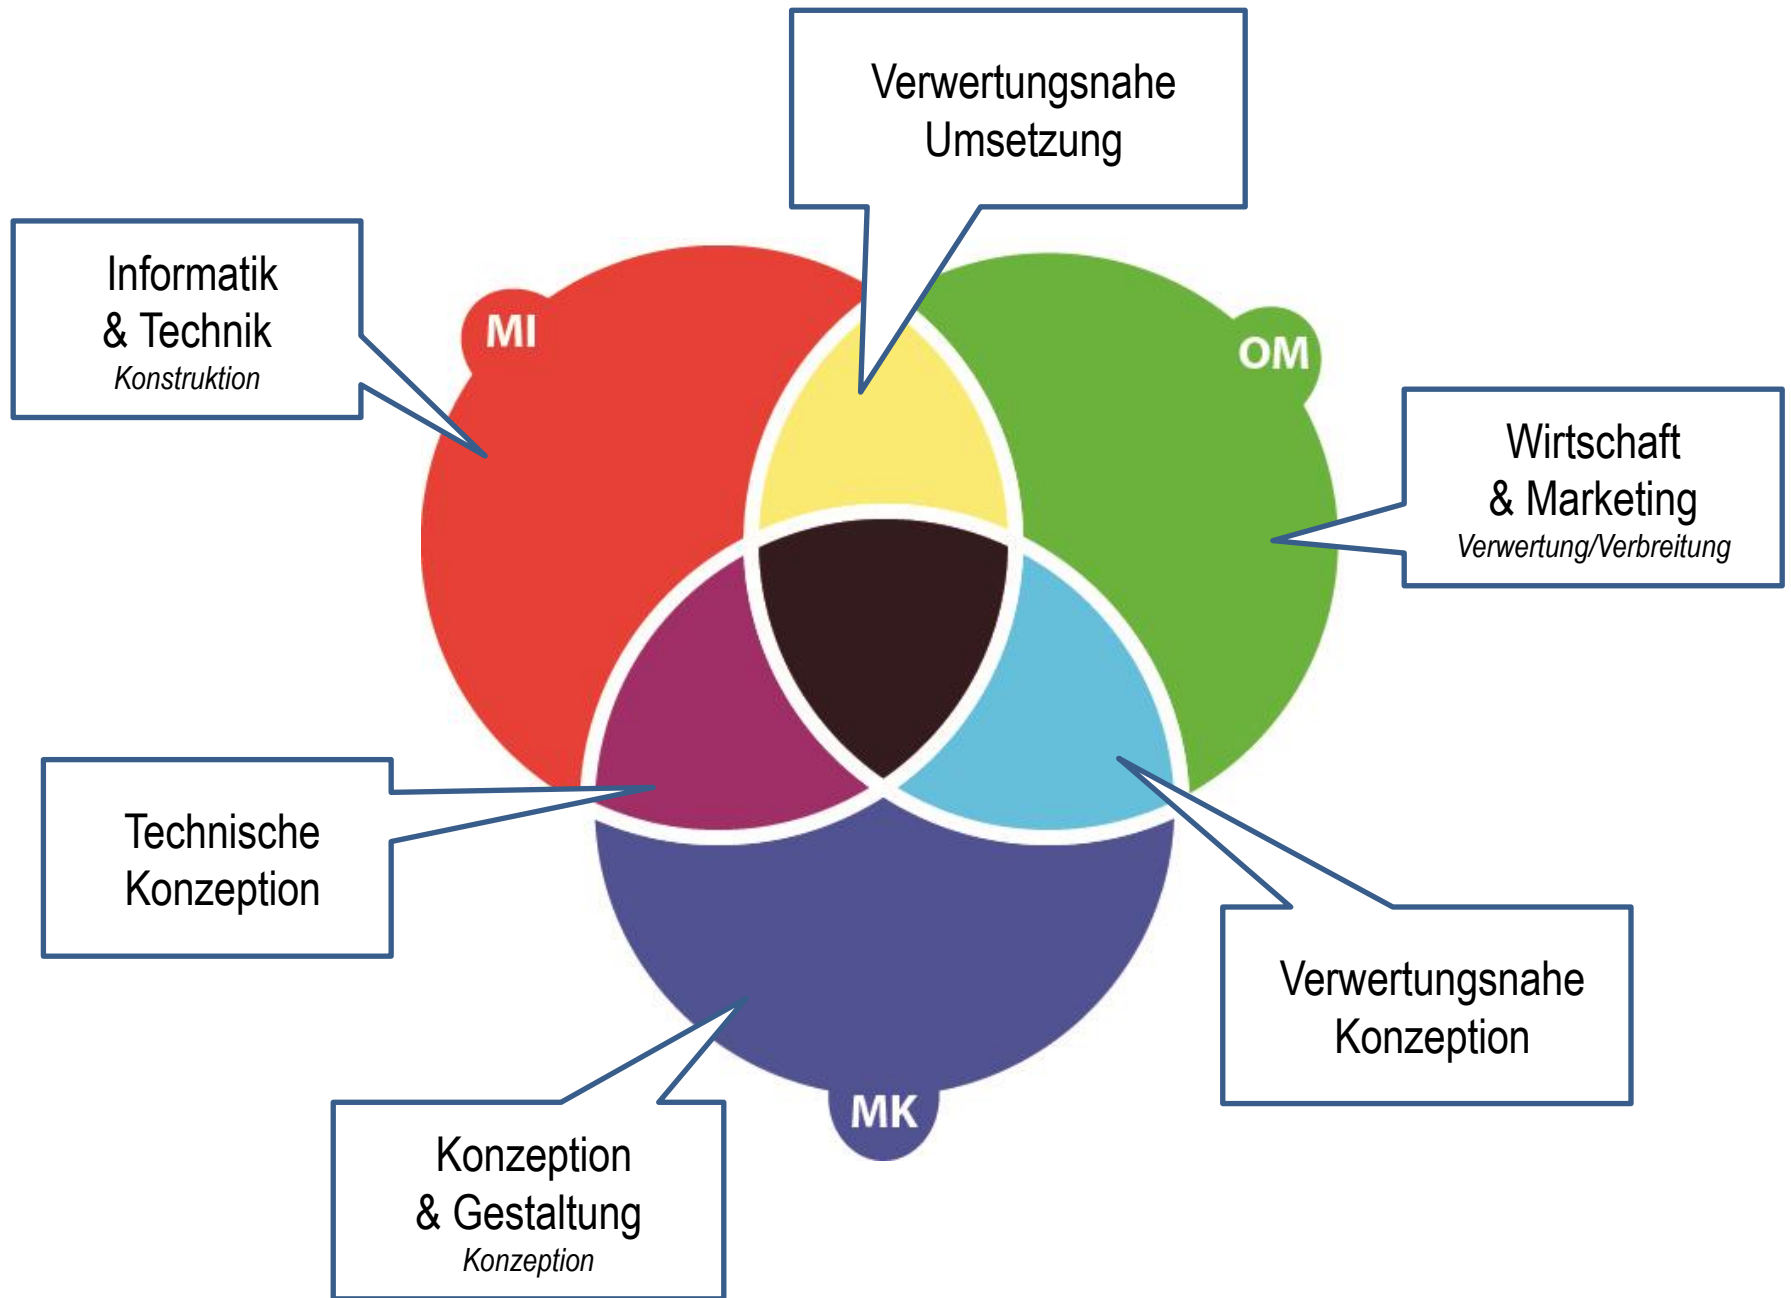 Verwertungsnahe
Umsetzung
Informatik
& Technik
Konstruktion
MI
OM
Wirtschaft
& Marketing
Verwertung/Verbreitung
Technische
Konzeption
Verwertungsnahe
Konzeption
MK
Konzeption
& Gestaltung
Konzeption